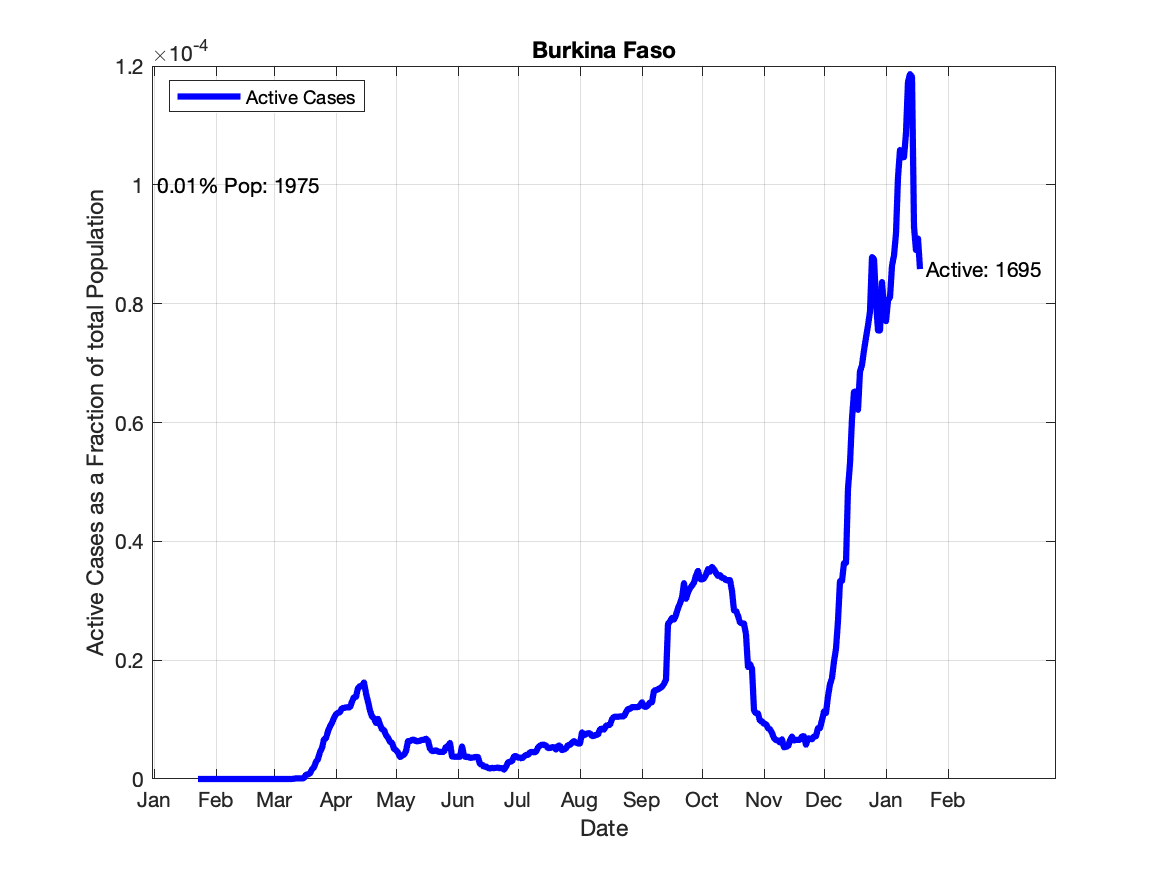 Burkina Faso
×10-4
Active Cases
0.01% Pop: 1975
Active: 1695
Active Cases as a Fraction of total Population
1.2
1
0.8
0.6
0.4
0.2
0
Jan Feb Mar Apr May Jun Jul Aug Sep Oct Nov Dec Jan Feb
Date